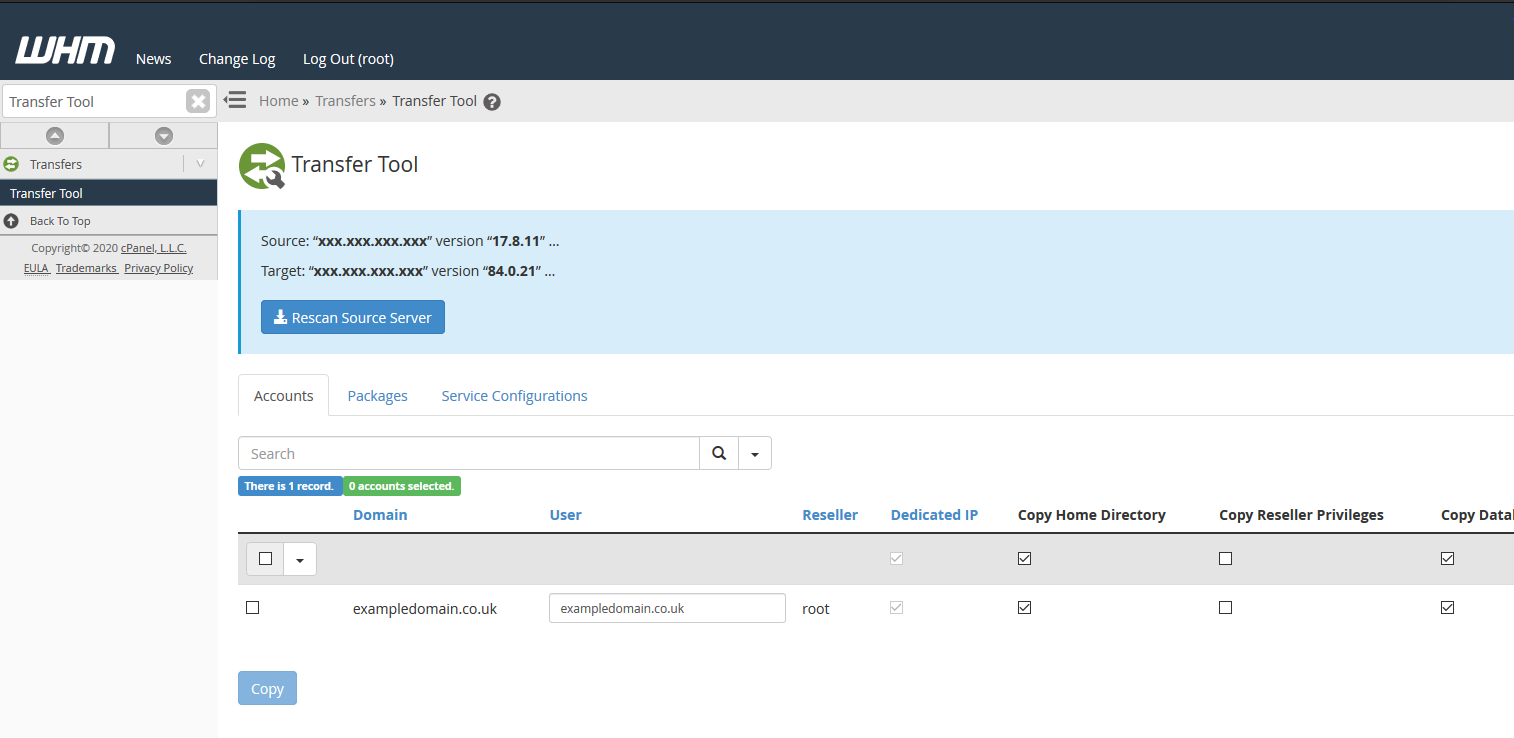 WHM News Change Log Log Out (root)
Transfer Tool
Home » Transfers » Transfer Tool ?
Transfers
Transfer Tool
Back To Top
Copyright© 2020 cPanel, L.L.C.
EULA Trademarks Privacy Policy
Transfer Tool
Source: “xxx.xxx.xxx.xxx” version “17.8.11” ...
Target: “xxx.xxx.xxx.xxx” version “84.0.21” ...
Rescan Source Server
Accounts Packages Service Configurations
Search
There is 1 record. 0 accounts selected.
Domain User Reseller Dedicated IP Copy Home Directory Copy Reseller Privileges Copy Datal
exampledomain.co.uk exampledomain.co.uk root
Copy